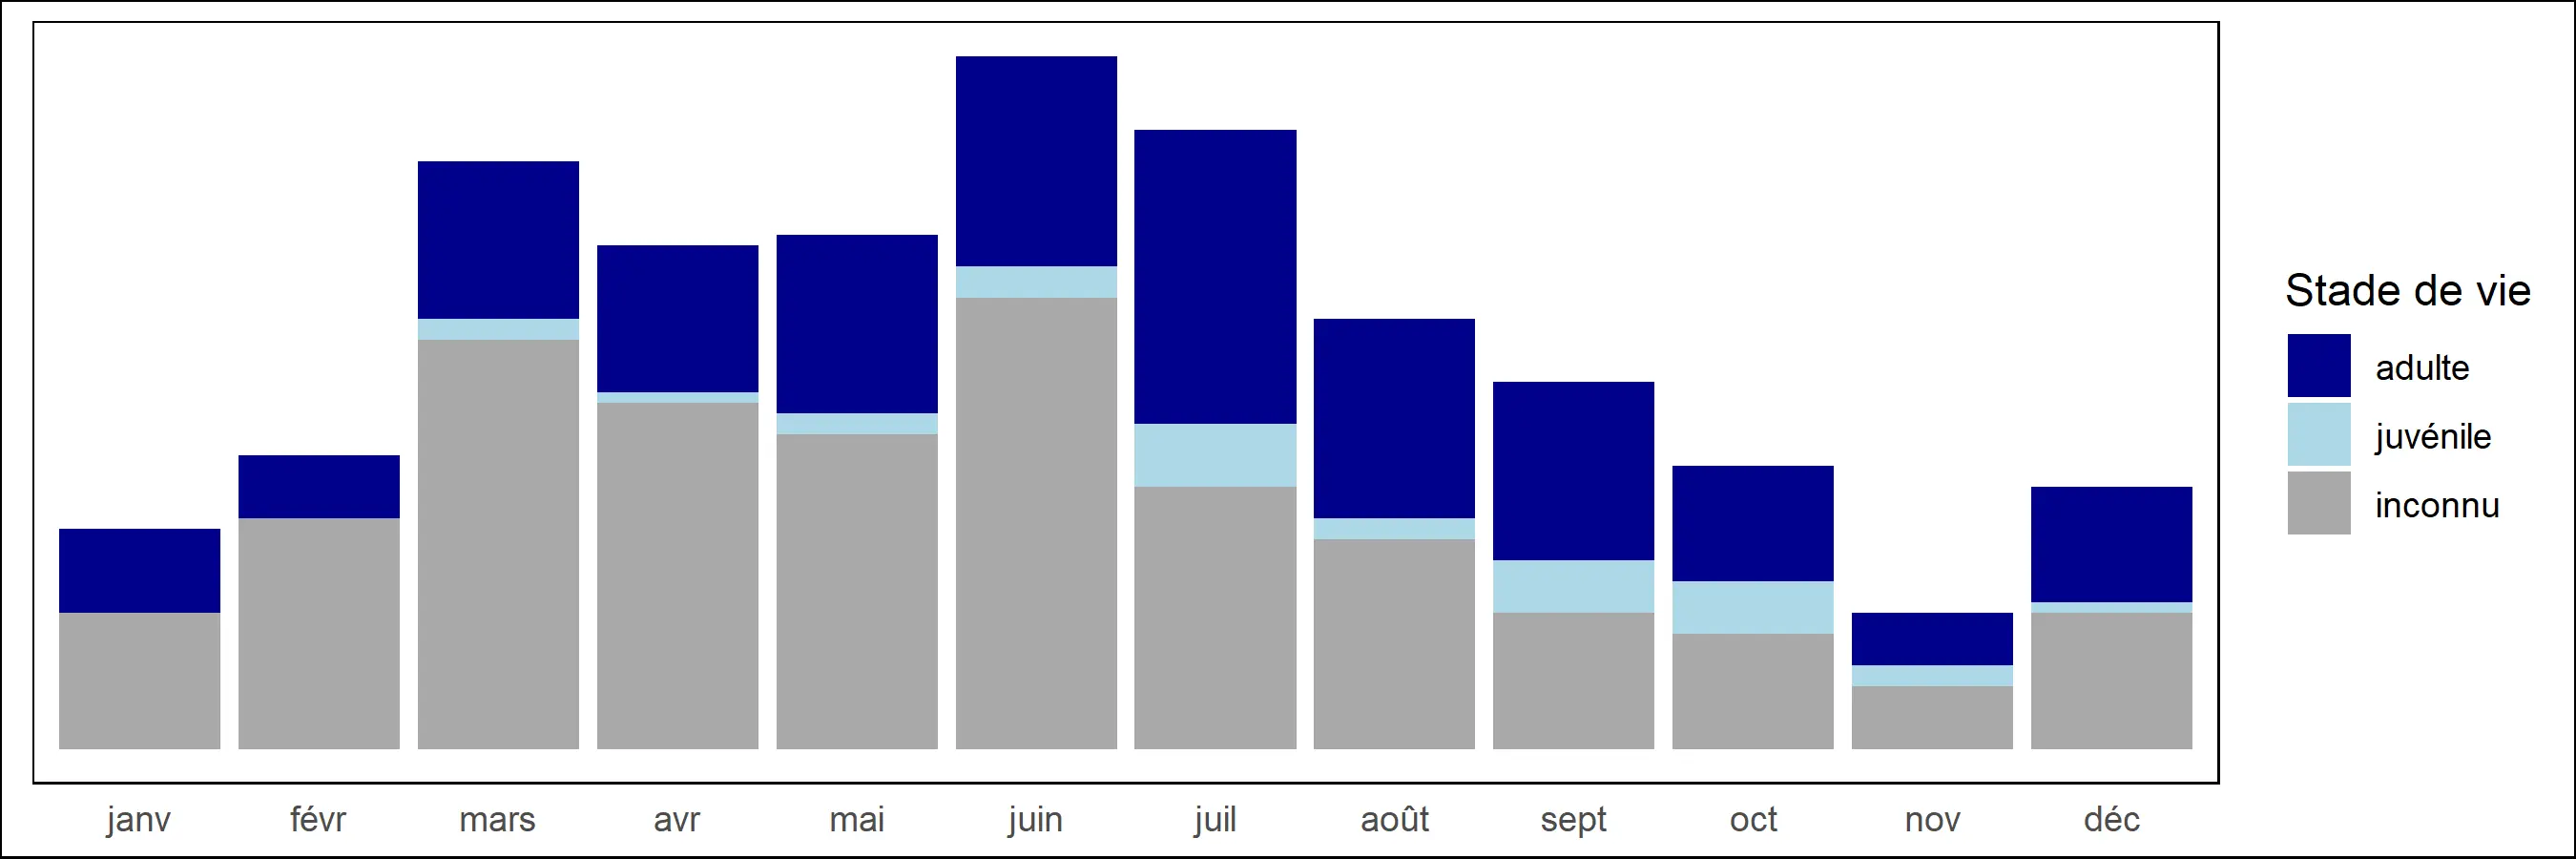 Stade de vie
adulte
juvénile
inconnu
janv févr mars avr mai juin juil août sept oct nov déc